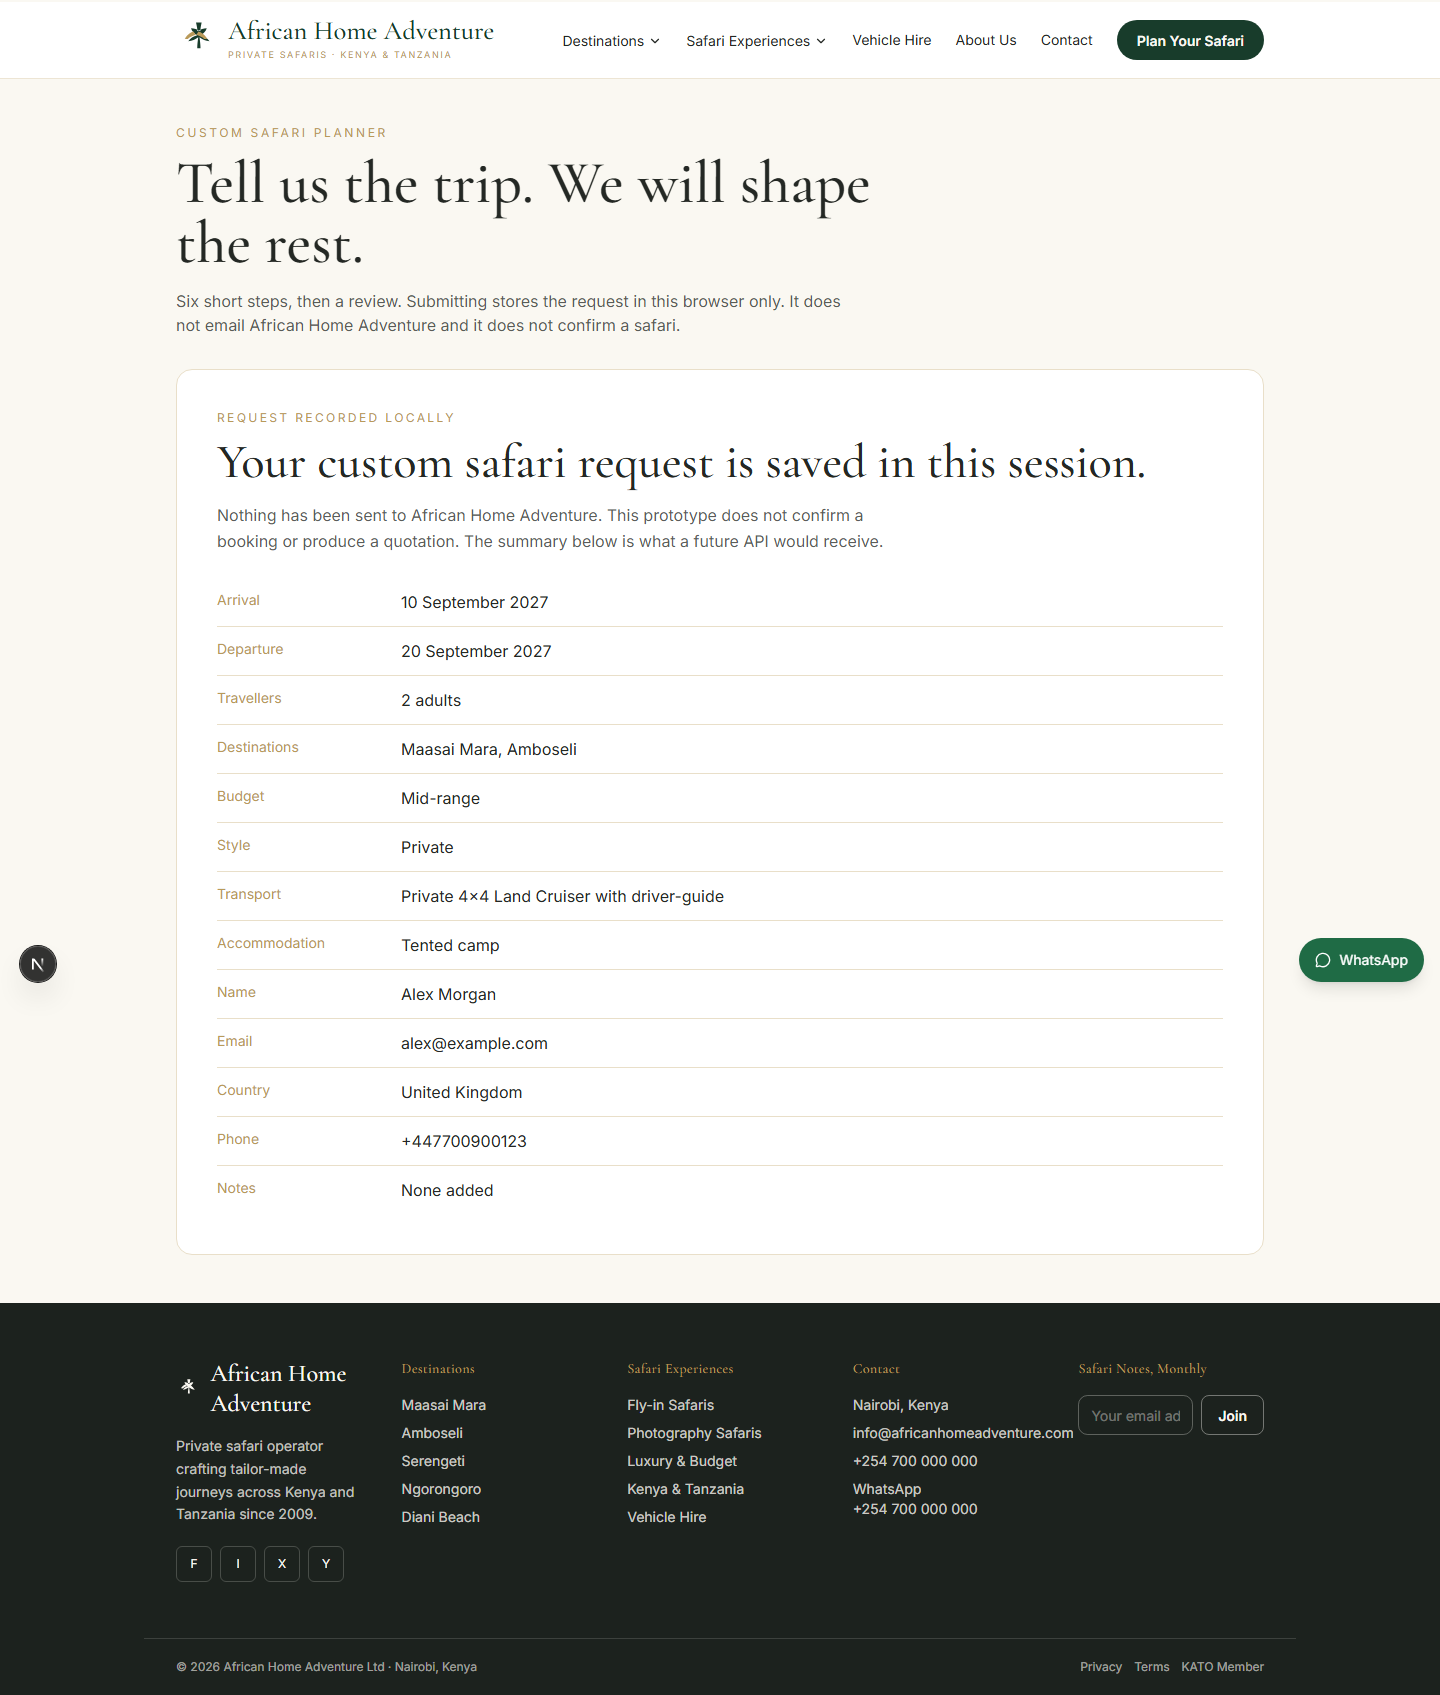 African Home Adventure
PRIVATE SAFARIS · KENYA & TANZANIA
Destinations
Safari Experiences
Vehicle Hire
About Us
Contact
Plan Your Safari
CUSTOM SAFARI PLANNER
Tell us the trip. We will shape
the rest.
Six short steps, then a review. Submitting stores the request in this browser only. It does
not email African Home Adventure and it does not confirm a safari.
REQUEST RECORDED LOCALLY
Your custom safari request is saved in this session.
Nothing has been sent to African Home Adventure. This prototype does not confirm a
booking or produce a quotation. The summary below is what a future API would receive.
Arrival 10 September 2027
Departure 20 September 2027
Travellers 2 adults
Destinations Maasai Mara, Amboseli
Budget Mid-range
Style Private
Transport Private 4×4 Land Cruiser with driver-guide
Accommodation Tented camp
Name Alex Morgan
Email alex@example.com
Country United Kingdom
Phone +447700900123
Notes None added
N
WhatsApp
African Home
Adventure
Private safari operator
crafting tailor-made
journeys across Kenya and
Tanzania since 2009.
F I X Y
Destinations
Maasai Mara
Amboseli
Serengeti
Ngorongoro
Diani Beach
Safari Experiences
Fly-in Safaris
Photography Safaris
Luxury & Budget
Kenya & Tanzania
Vehicle Hire
Contact
Nairobi, Kenya
info@africanhomeadventure.com
+254 700 000 000
WhatsApp
+254 700 000 000
Safari Notes, Monthly
Your email ad
Join
© 2026 African Home Adventure Ltd · Nairobi, Kenya
Privacy Terms KATO Member